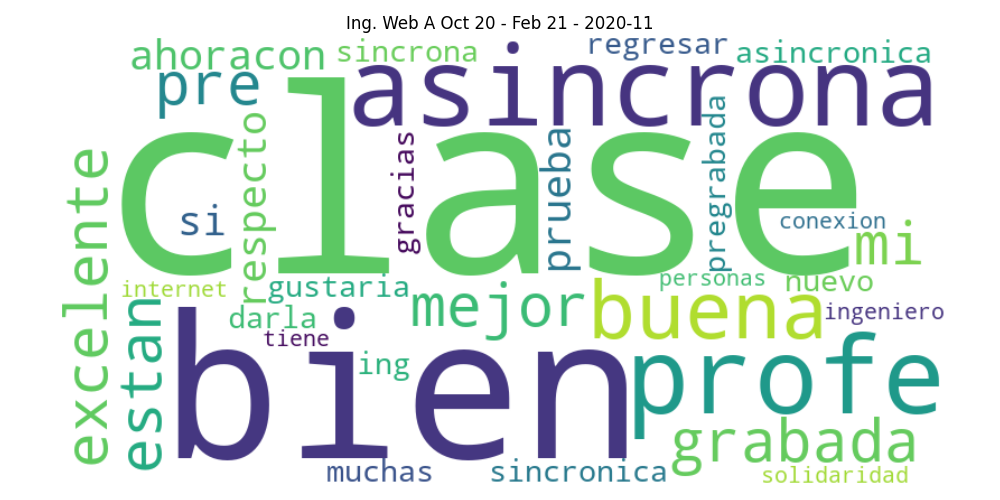 Ing. Web A Oct 20 - Feb 21 - 2020-11
ahoracon
sincrona
regresar
asincronica
pre
asincrona
clase
excelente
respecto
gracias
prueba
pregrabada
si
conexion
mi
internet
gustaria
personas
nuevo
estan
darla
mejor
buena
ingeniero
tiene
bien
ing
profe
grabada
muchas
sincronica
solidaridad